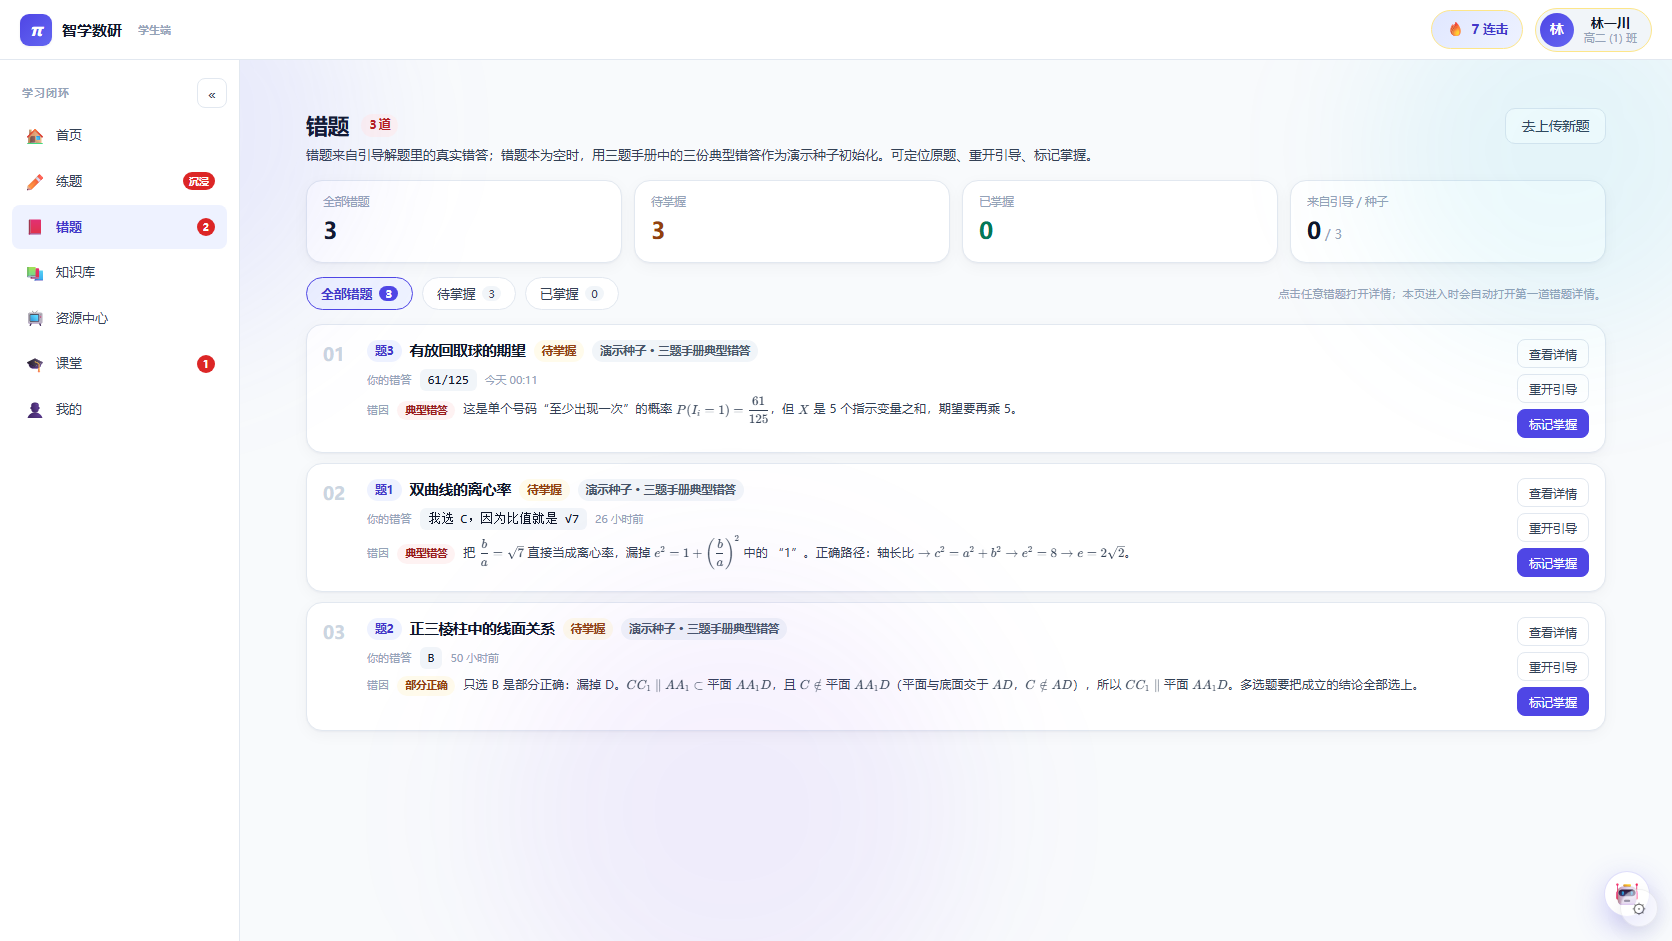 π 智学数研 学生端
🔥 7 连击
林 林一川
高二 (1) 班
学习闭环 «
首页
练题 沉浸
错题 2
知识库
资源中心
课堂 1
我的
错题 3 道
去上传新题
错题来自引导解题里的真实错答；错题本为空时，用三题手册中的三份典型错答作为演示种子初始化。可定位原题、重开引导、标记掌握。
全部错题
3
待掌握
3
已掌握
0
来自引导 / 种子
0 / 3
全部错题 3 待掌握 3 已掌握 0
点击任意错题打开详情；本页进入时会自动打开第一道错题详情。
01 题3 有放回取球的期望 待掌握 演示种子 • 三题手册典型错答
你的错答 61/125 今天 00:11
错因 典型错答 这是单个号码“至少出现一次”的概率 P(I_i = 1) = 61/125，但 X 是 5 个指示变量之和，期望要再乘 5。
查看详情
重开引导
标记掌握
02 题1 双曲线的离心率 待掌握 演示种子 • 三题手册典型错答
你的错答 我选 C，因为比值就是 √7 26 小时前
错因 典型错答 把 b/a = √7 直接当成离心率，漏掉 e² = 1 + (b/a)² 中的 “1” 。正确路径：轴长比 → c² = a² + b² → e² = 8 → e = 2√2。
查看详情
重开引导
标记掌握
03 题2 正三棱柱中的线面关系 待掌握 演示种子 • 三题手册典型错答
你的错答 B 50 小时前
错因 部分正确 只选 B 是部分正确：漏掉 D。CC₁ ∥ AA₁ ⊂ 平面 AA₁D，且 C ∉ 平面 AA₁D（平面与底面交于 AD，C ∉ AD），所以 CC₁ ∥ 平面 AA₁D。多选题要把成立的结论全部选上。
查看详情
重开引导
标记掌握